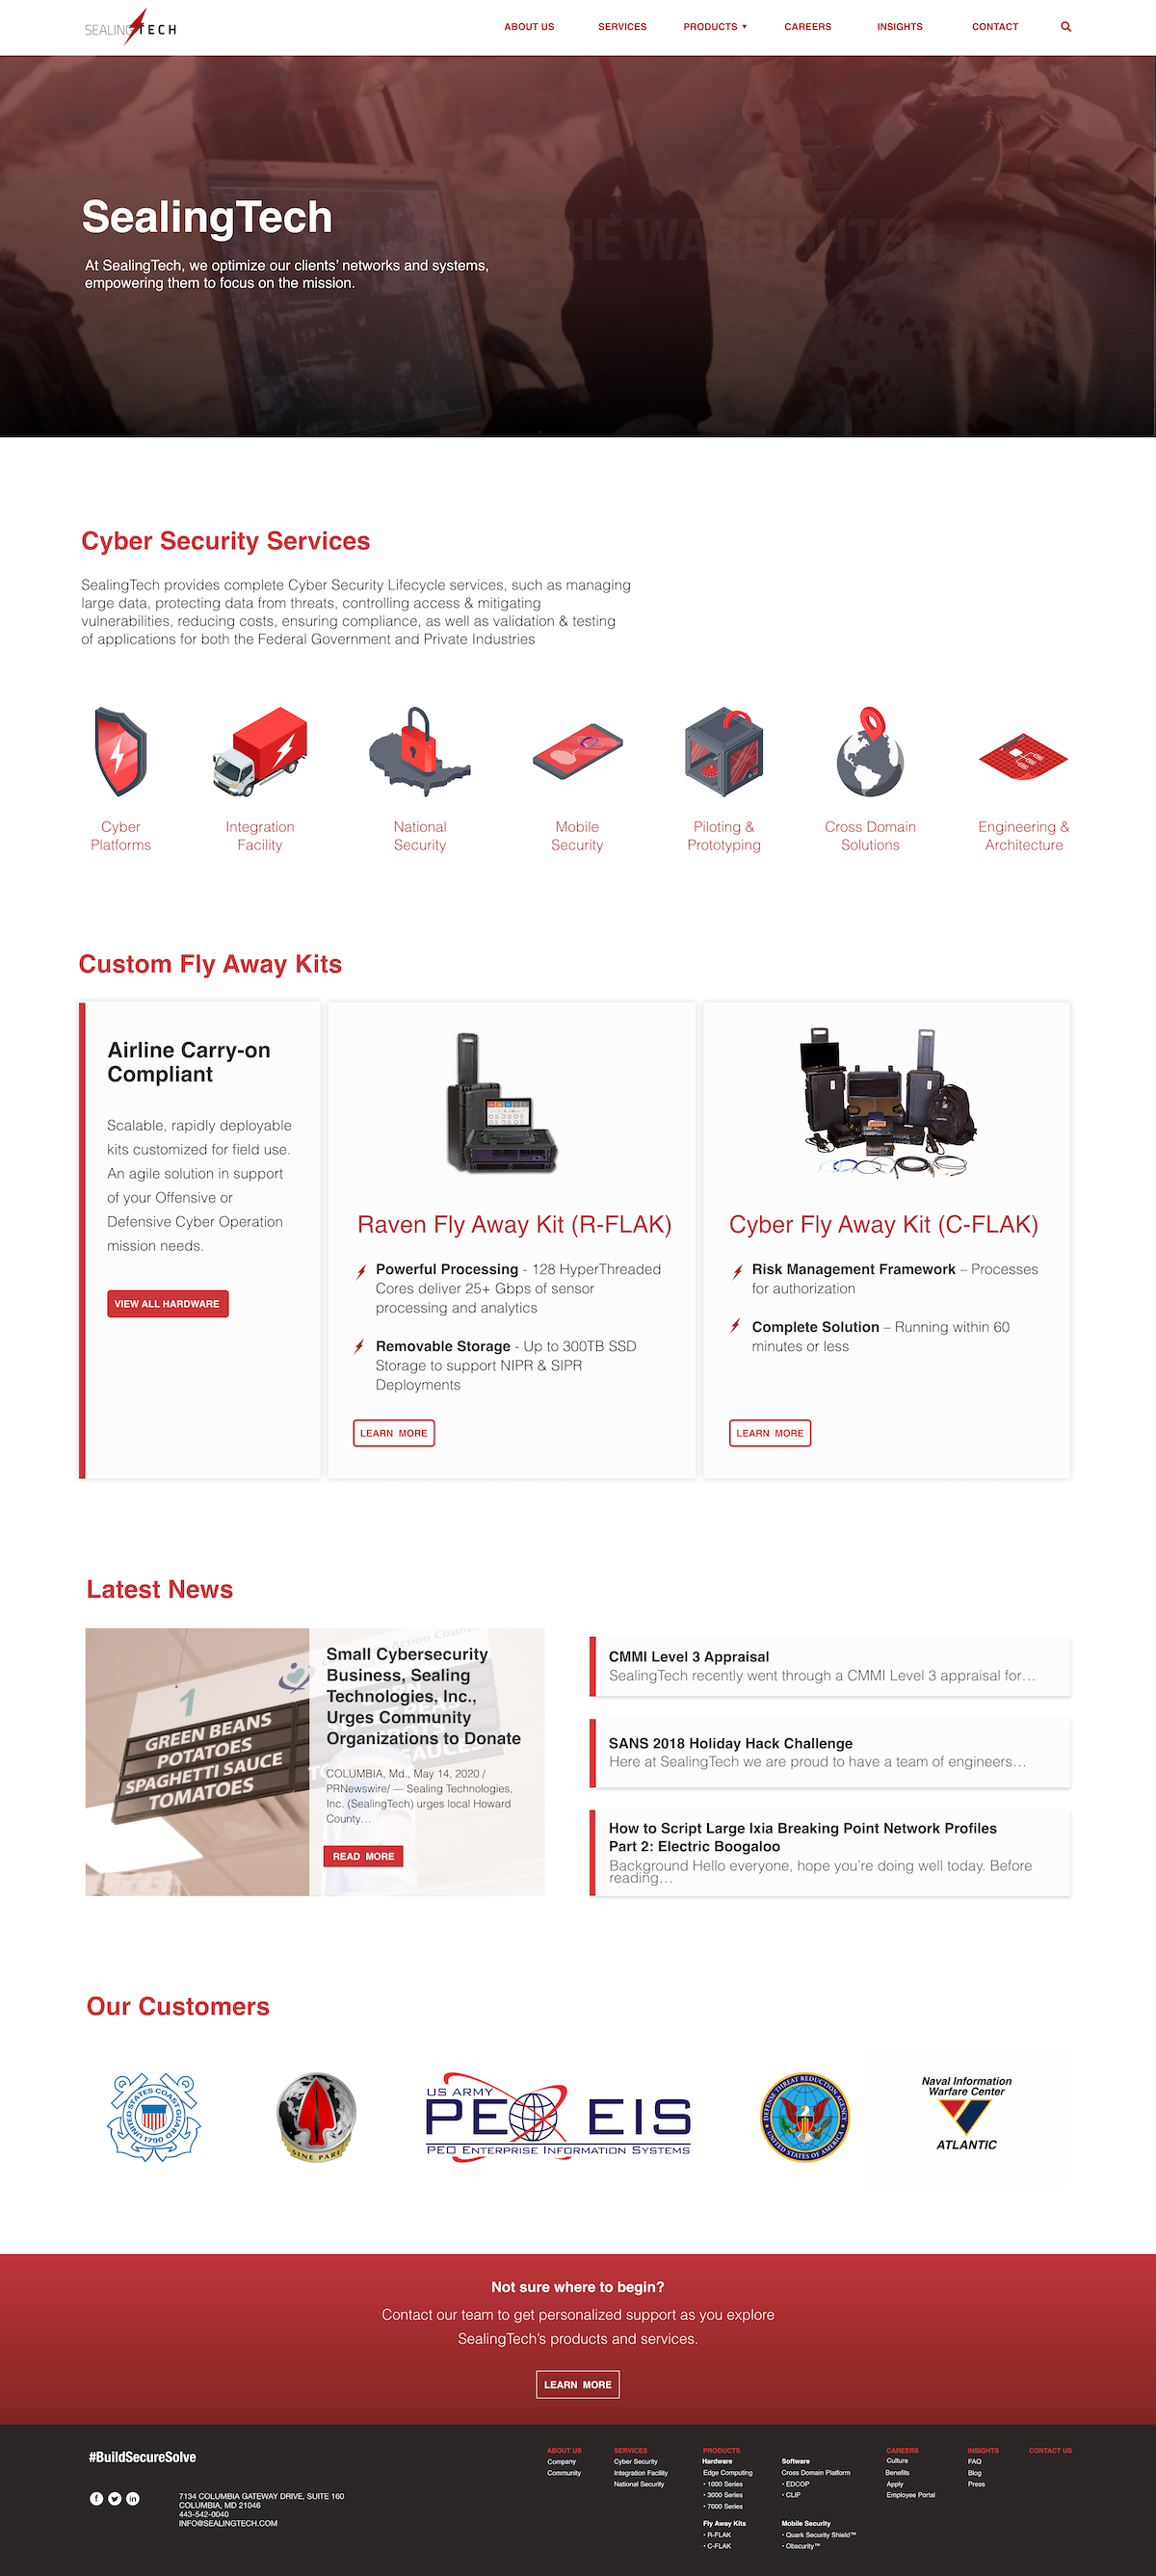 SEALINGTECH
ABOUT US
SERVICES
PRODUCTS ▾
CAREERS
INSIGHTS
CONTACT
SealingTech
At SealingTech, we optimize our clients' networks and systems,
empowering them to focus on the mission.
Cyber Security Services
SealingTech provides complete Cyber Security Lifecycle services, such as managing
large data, protecting data from threats, controlling access & mitigating
vulnerabilities, reducing costs, ensuring compliance, as well as validation & testing
of applications for both the Federal Government and Private Industries
Cyber
Platforms
Integration
Facility
National
Security
Mobile
Security
Piloting &
Prototyping
Cross Domain
Solutions
Engineering &
Architecture
Custom Fly Away Kits
Airline Carry-on
Compliant
Scalable, rapidly deployable
kits customized for field use.
An agile solution in support
of your Offensive or
Defensive Cyber Operation
mission needs.
VIEW ALL HARDWARE
Raven Fly Away Kit (R-FLAK)
Powerful Processing - 128 HyperThreaded
Cores deliver 25+ Gbps of sensor
processing and analytics
Removable Storage - Up to 300TB SSD
Storage to support NIPR & SIPR
Deployments
LEARN MORE
Cyber Fly Away Kit (C-FLAK)
Risk Management Framework – Processes
for authorization
Complete Solution – Running within 60
minutes or less
LEARN MORE
Latest News
1
GREEN BEANS
POTATOES
SPAGHETTI SAUCE
TOMATOES
Small Cybersecurity
Business, Sealing
Technologies, Inc.,
Urges Community
Organizations to Donate
COLUMBIA, Md., May 14, 2020 /
PRNewswire/ — Sealing Technologies,
Inc. (SealingTech) urges local Howard
County…
READ MORE
CMMI Level 3 Appraisal
SealingTech recently went through a CMMI Level 3 appraisal for…
SANS 2018 Holiday Hack Challenge
Here at SealingTech we are proud to have a team of engineers…
How to Script Large Ixia Breaking Point Network Profiles
Part 2: Electric Boogaloo
Background Hello everyone, hope you're doing well today. Before
reading…
Our Customers
UNITED STATES COAST GUARD
1790
SINE PARI
US ARMY
PEO EIS
PEO ENTERPRISE INFORMATION SYSTEMS
DEFENSE THREAT REDUCTION AGENCY
UNITED STATES OF AMERICA
Naval Information
Warfare Center
ATLANTIC
Not sure where to begin?
Contact our team to get personalized support as you explore
SealingTech's products and services.
LEARN MORE
#BuildSecureSolve
7134 COLUMBIA GATEWAY DRIVE, SUITE 160
COLUMBIA, MD 21046
443-542-0040
INFO@SEALINGTECH.COM
ABOUT US
Company
Community
SERVICES
Cyber Security
Integration Facility
National Security
PRODUCTS
Hardware
Edge Computing
• 1000 Series
• 3000 Series
• 7000 Series
Fly Away Kits
• R-FLAK
• C-FLAK
Software
Cross Domain Platform
• EDCOP
• CLIP
Mobile Security
• Quark Security Shield™
• Obscurity™
CAREERS
Culture
Benefits
Apply
Employee Portal
INSIGHTS
FAQ
Blog
Press
CONTACT US